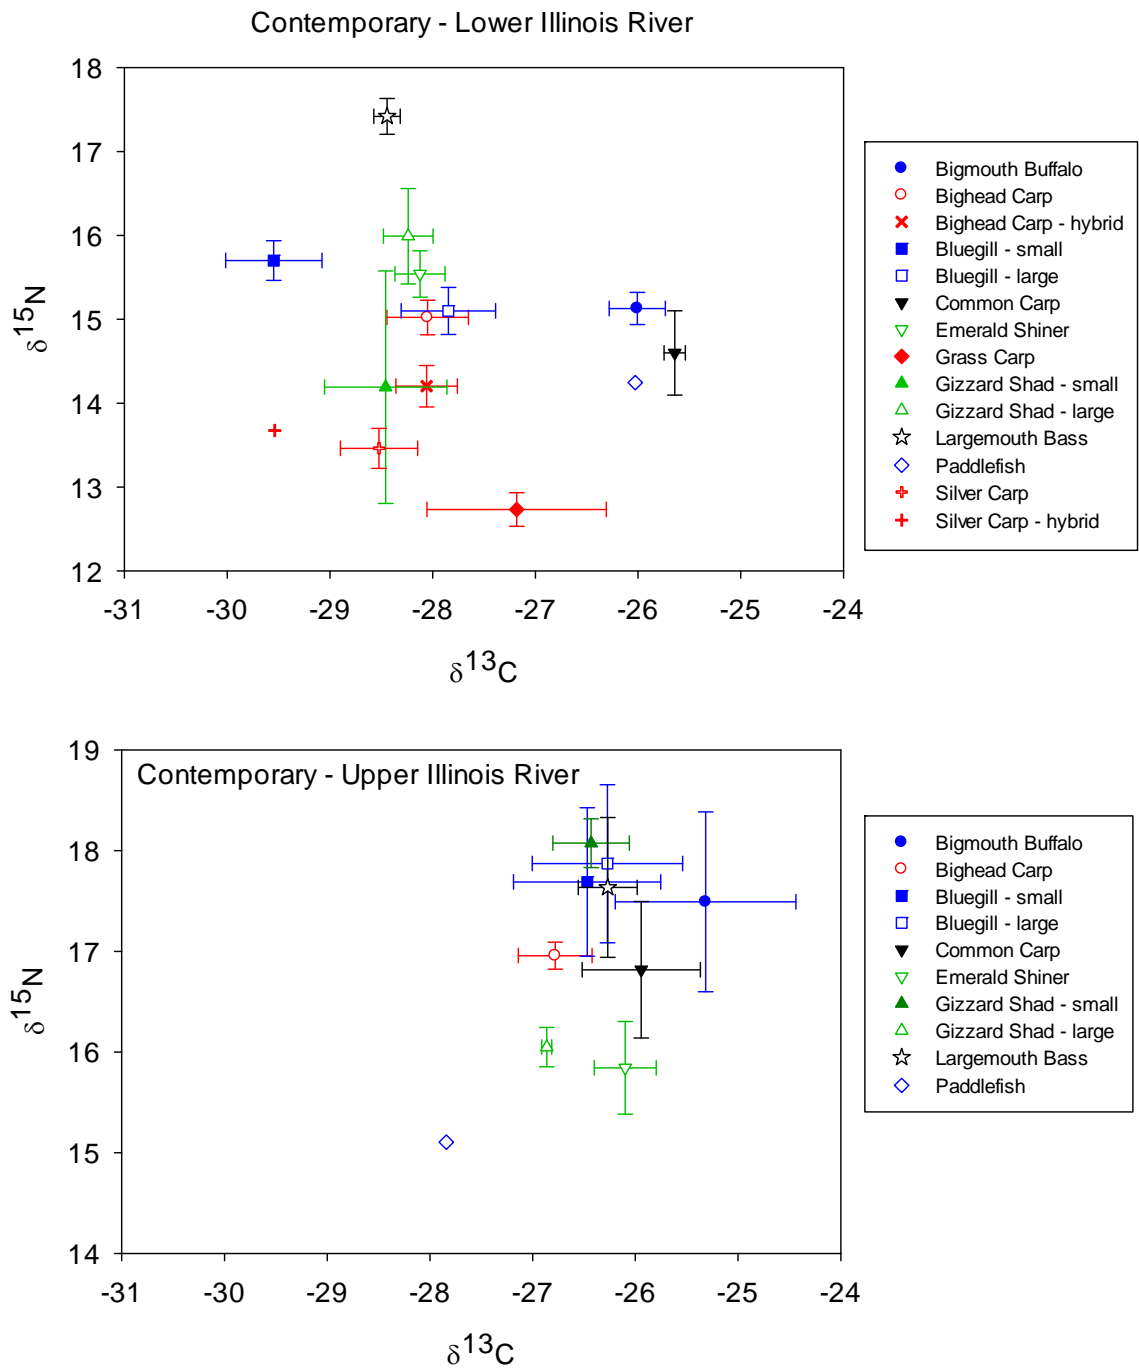 Contemporary - Lower Illinois River
18
17
16
15
14
13
12
δ15N
-31 -30 -29 -28 -27 -26 -25 -24
δ13C
Bigmouth Buffalo
Bighead Carp
Bighead Carp - hybrid
Bluegill - small
Bluegill - large
Common Carp
Emerald Shiner
Grass Carp
Gizzard Shad - small
Gizzard Shad - large
Largemouth Bass
Paddlefish
Silver Carp
Silver Carp - hybrid
Contemporary - Upper Illinois River
19
18
17
16
15
14
δ15N
-31 -30 -29 -28 -27 -26 -25 -24
δ13C
Bigmouth Buffalo
Bighead Carp
Bluegill - small
Bluegill - large
Common Carp
Emerald Shiner
Gizzard Shad - small
Gizzard Shad - large
Largemouth Bass
Paddlefish